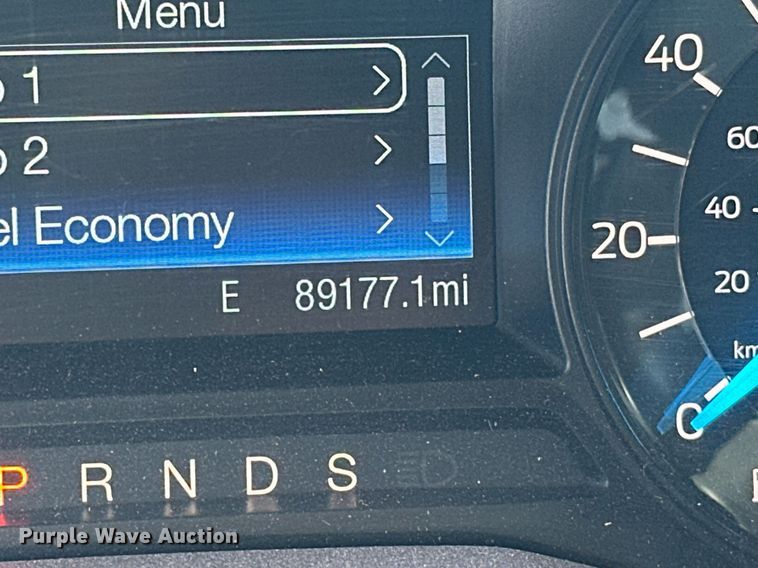 Menu
1
2
el Economy
E 89177.1mi
40
20
0
60
40
20
km
P R N D S
Purple Wave Auction